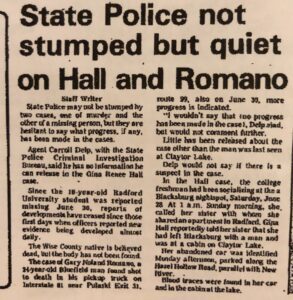 State Police not
stumped but quiet
on Hall and Romano
Staff Writer
State Police may not be stumped by
two cases, one of murder and the
other of a missing person, but they are
hesitant to say what progress, if any,
has been made in the cases.
Agent Carroll Delp, with the State
Police Criminal Investigation
Bureau, said he has no information he
can release in the Gina Renee Hall
case.
Since the 18-year-old Radford
University student was reported
missing June 30, reports of
developments have ceased since those
first days when officers reported new
evidence being developed almost
daily.
The Wise County native is believed
dead, but the body has not been found.
The case of Gary Noland Romano, a
24-year-old Bluefield man found shot
to death in his pickup truck on
Interstate 81 near Pulaski Exit 31,
route 99, also on June 30, more
progress is indicated.
"I wouldn't say that no progress
has been made in the case, Delp said,
but would not comment further.
Little has been released about the
case other than the man was last seen
at Claytor Lake.
Delp would not say if there is a
suspect in the case.
In the Hall case, the college
freshman had been socializing at the a
Blacksburg nightspot, Saturday, June
28 At 1 a.m. Sunday morning, she
called her sister with whom she
shared an apartment in Radford. Gina
Hall reportedly told her sister that she
had left Blacksburg with a man and
was at a cabin on Claytor Lake.
Her abandoned car was identified
Monday afternoon, parked along the
Hazel Hollow Road, parallel with New
River.
Blood traces were found in her car
and in the cabin at the lake.